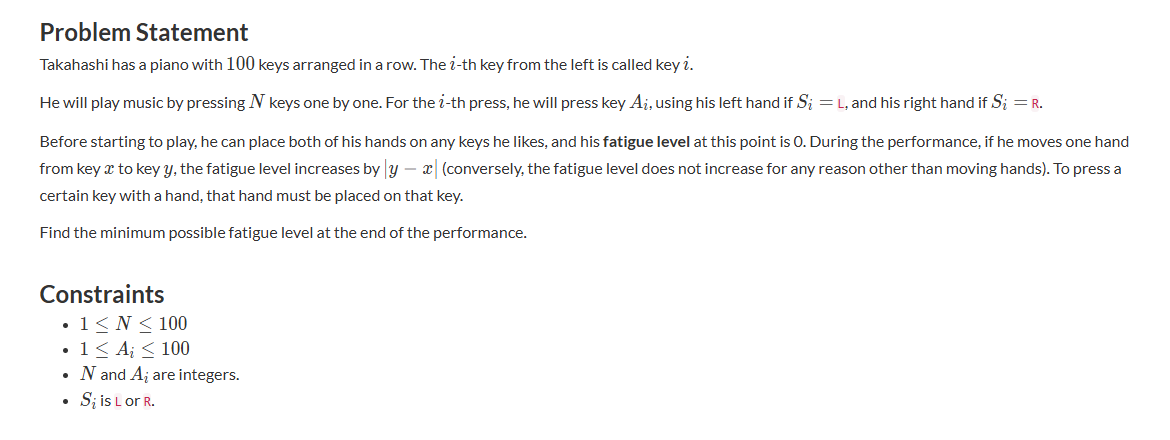 Problem Statement
Takahashi has a piano with 100 keys arranged in a row. The i-th key from the left is called key i.
He will play music by pressing N keys one by one. For the i-th press, he will press key A_i, using his left hand if S_i = L, and his right hand if S_i = R.
Before starting to play, he can place both of his hands on any keys he likes, and his fatigue level at this point is 0. During the performance, if he moves one hand
from key x to key y, the fatigue level increases by |y − x| (conversely, the fatigue level does not increase for any reason other than moving hands). To press a
certain key with a hand, that hand must be placed on that key.
Find the minimum possible fatigue level at the end of the performance.
Constraints
• 1 ≤ N ≤ 100
• 1 ≤ A_i ≤ 100
• N and A_i are integers.
• S_i is L or R.